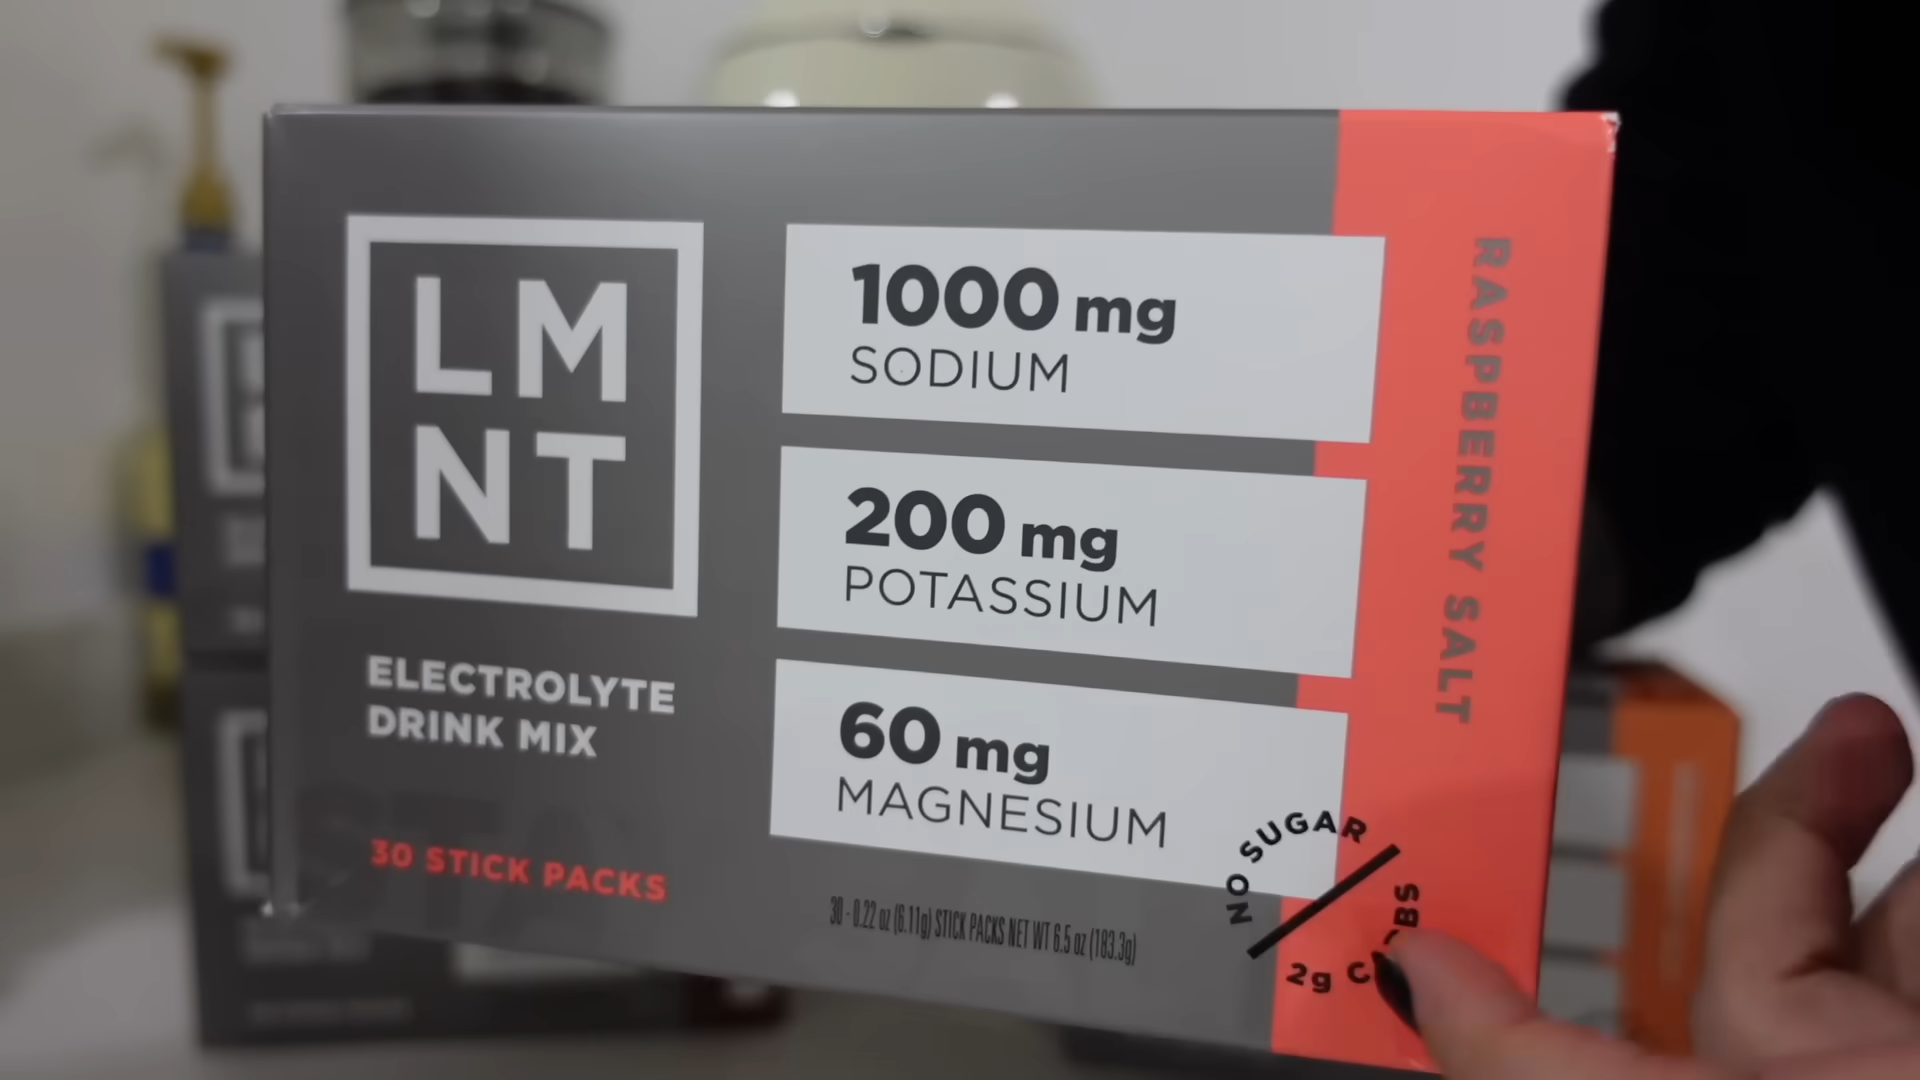 LM
NT
ELECTROLYTE
DRINK MIX
30 STICK PACKS
1000 mg
SODIUM
200 mg
POTASSIUM
60 mg
MAGNESIUM
30 - 0.22 oz (6.11g) STICK PACKS NET WT 6.5 oz (183.3g)
NO SUGAR
2g
RASPBERRY SALT